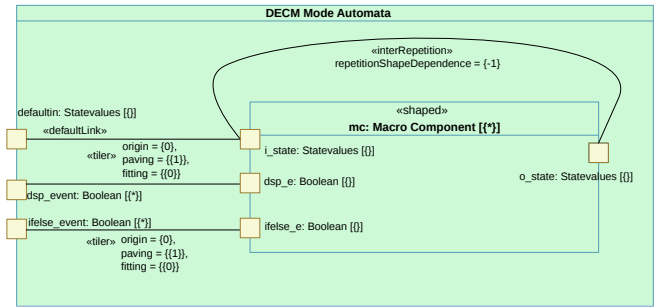 DECM Mode Automata
«interRepetition»
repetitionShapeDependence = {-1}
defaultin: Statevalues [{}]
«defaultLink»
«shaped»
mc: Macro Component [{*}]
«tiler» origin = {0},
paving = {{1}},
fitting = {{0}}
i_state: Statevalues [{}]
o_state: Statevalues [{}]
dsp_event: Boolean [{*}]
dsp_e: Boolean [{}]
ifelse_event: Boolean [{*}]
ifelse_e: Boolean [{}]
«tiler» origin = {0},
paving = {{1}},
fitting = {{0}}